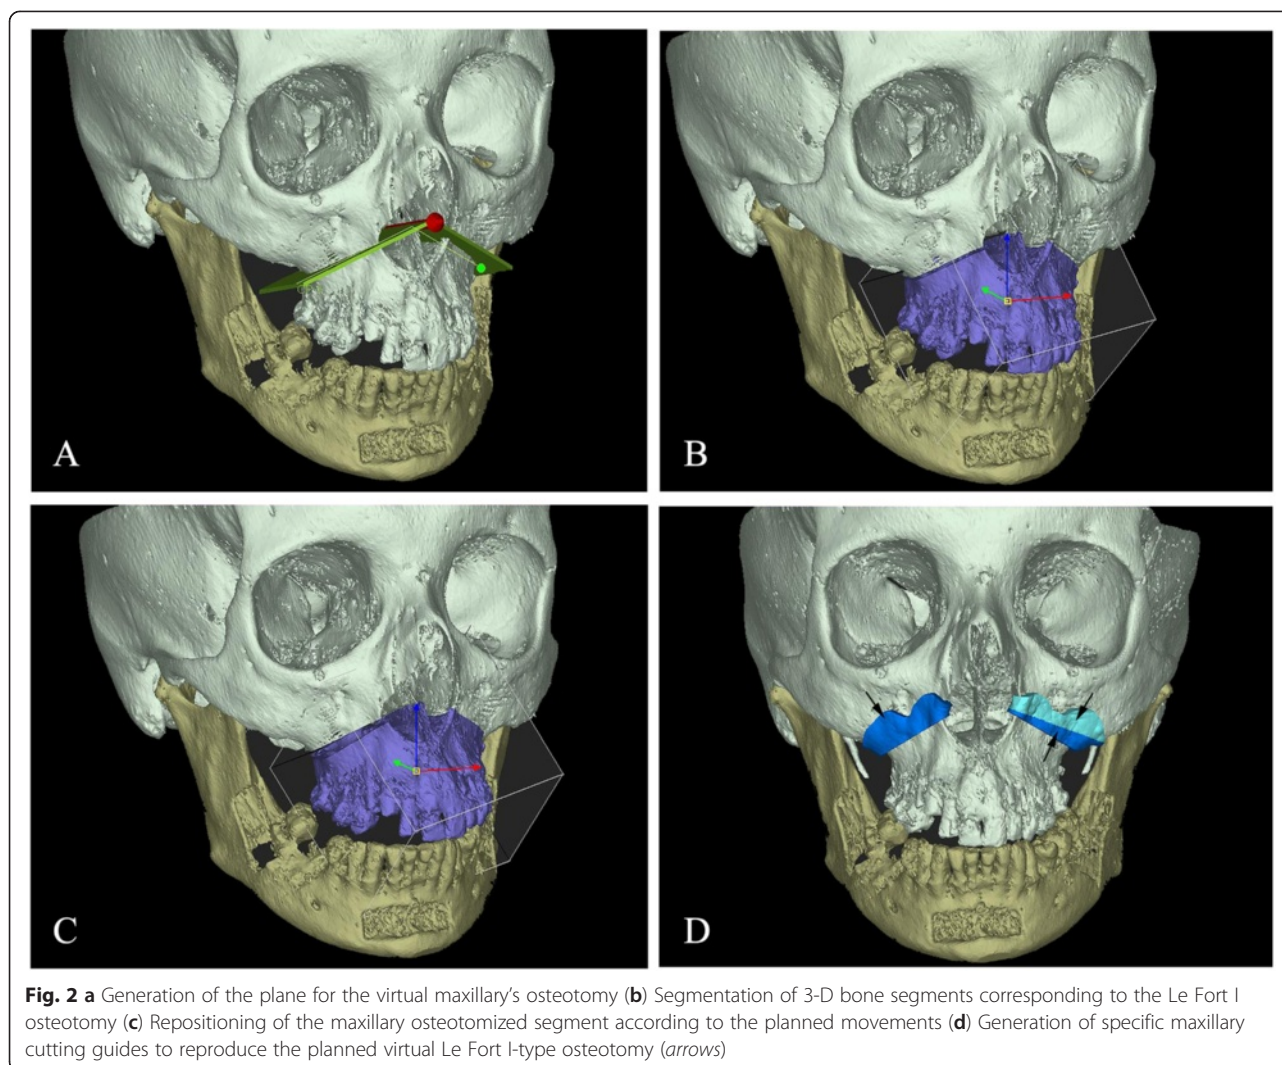 A
B
C
D
Fig. 2 a Generation of the plane for the virtual maxillary's osteotomy (b) Segmentation of 3-D bone segments corresponding to the Le Fort I
osteotomy (c) Repositioning of the maxillary osteotomized segment according to the planned movements (d) Generation of specific maxillary
cutting guides to reproduce the planned virtual Le Fort I-type osteotomy (arrows)